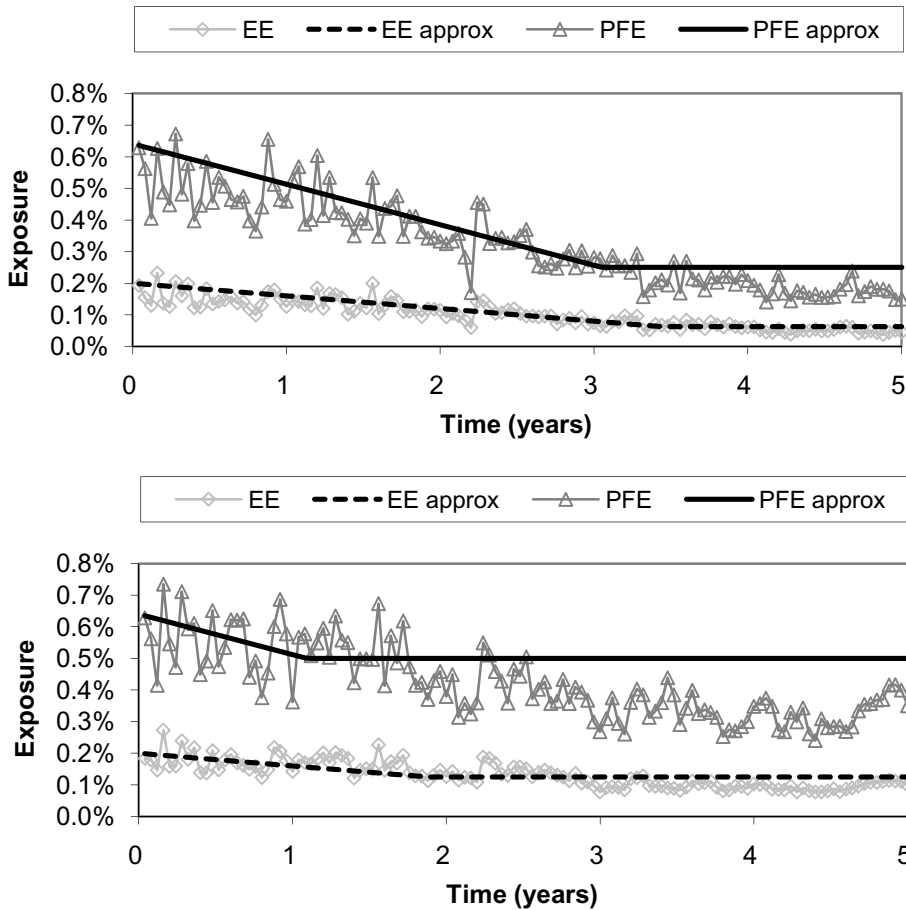 EE EE approx PFE PFE approx
0.8%
0.7%
0.6%
0.5%
0.4%
0.3%
0.2%
0.1%
0.0%
Exposure
0 1 2 3 4 5
Time (years)
EE EE approx PFE PFE approx
0.8%
0.7%
0.6%
0.5%
0.4%
0.3%
0.2%
0.1%
0.0%
Exposure
0 1 2 3 4 5
Time (years)